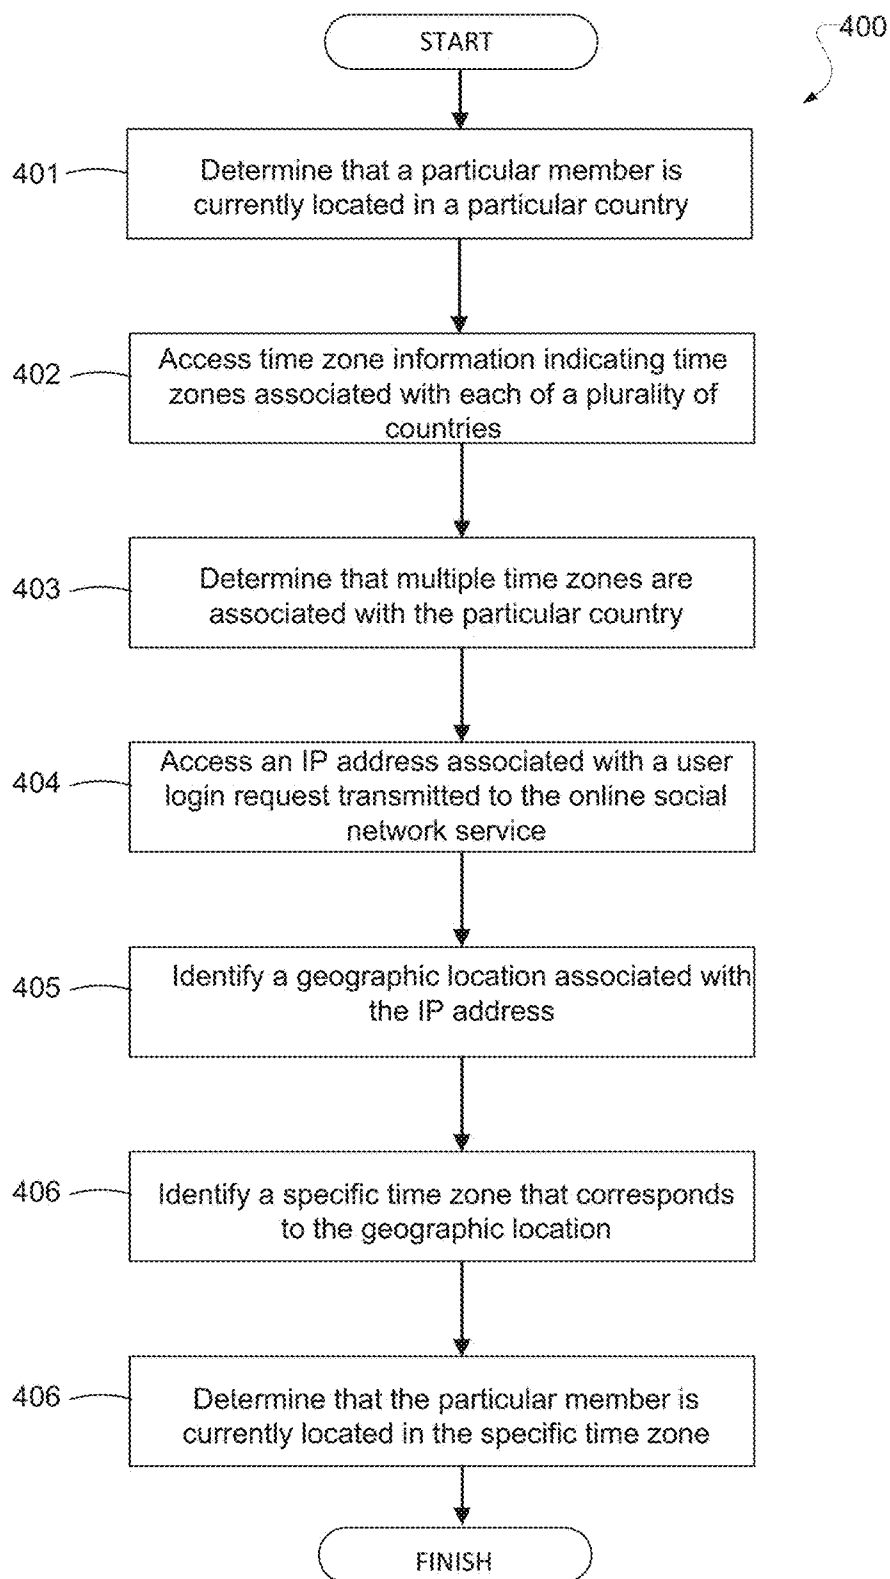 START
400
401
Determine that a particular member is
currently located in a particular country
402
Access time zone information indicating time
zones associated with each of a plurality of
countries
403
Determine that multiple time zones are
associated with the particular country
404
Access an IP address associated with a user
login request transmitted to the online social
network service
405
Identify a geographic location associated with
the IP address
406
Identify a specific time zone that corresponds
to the geographic location
406
Determine that the particular member is
currently located in the specific time zone
FINISH